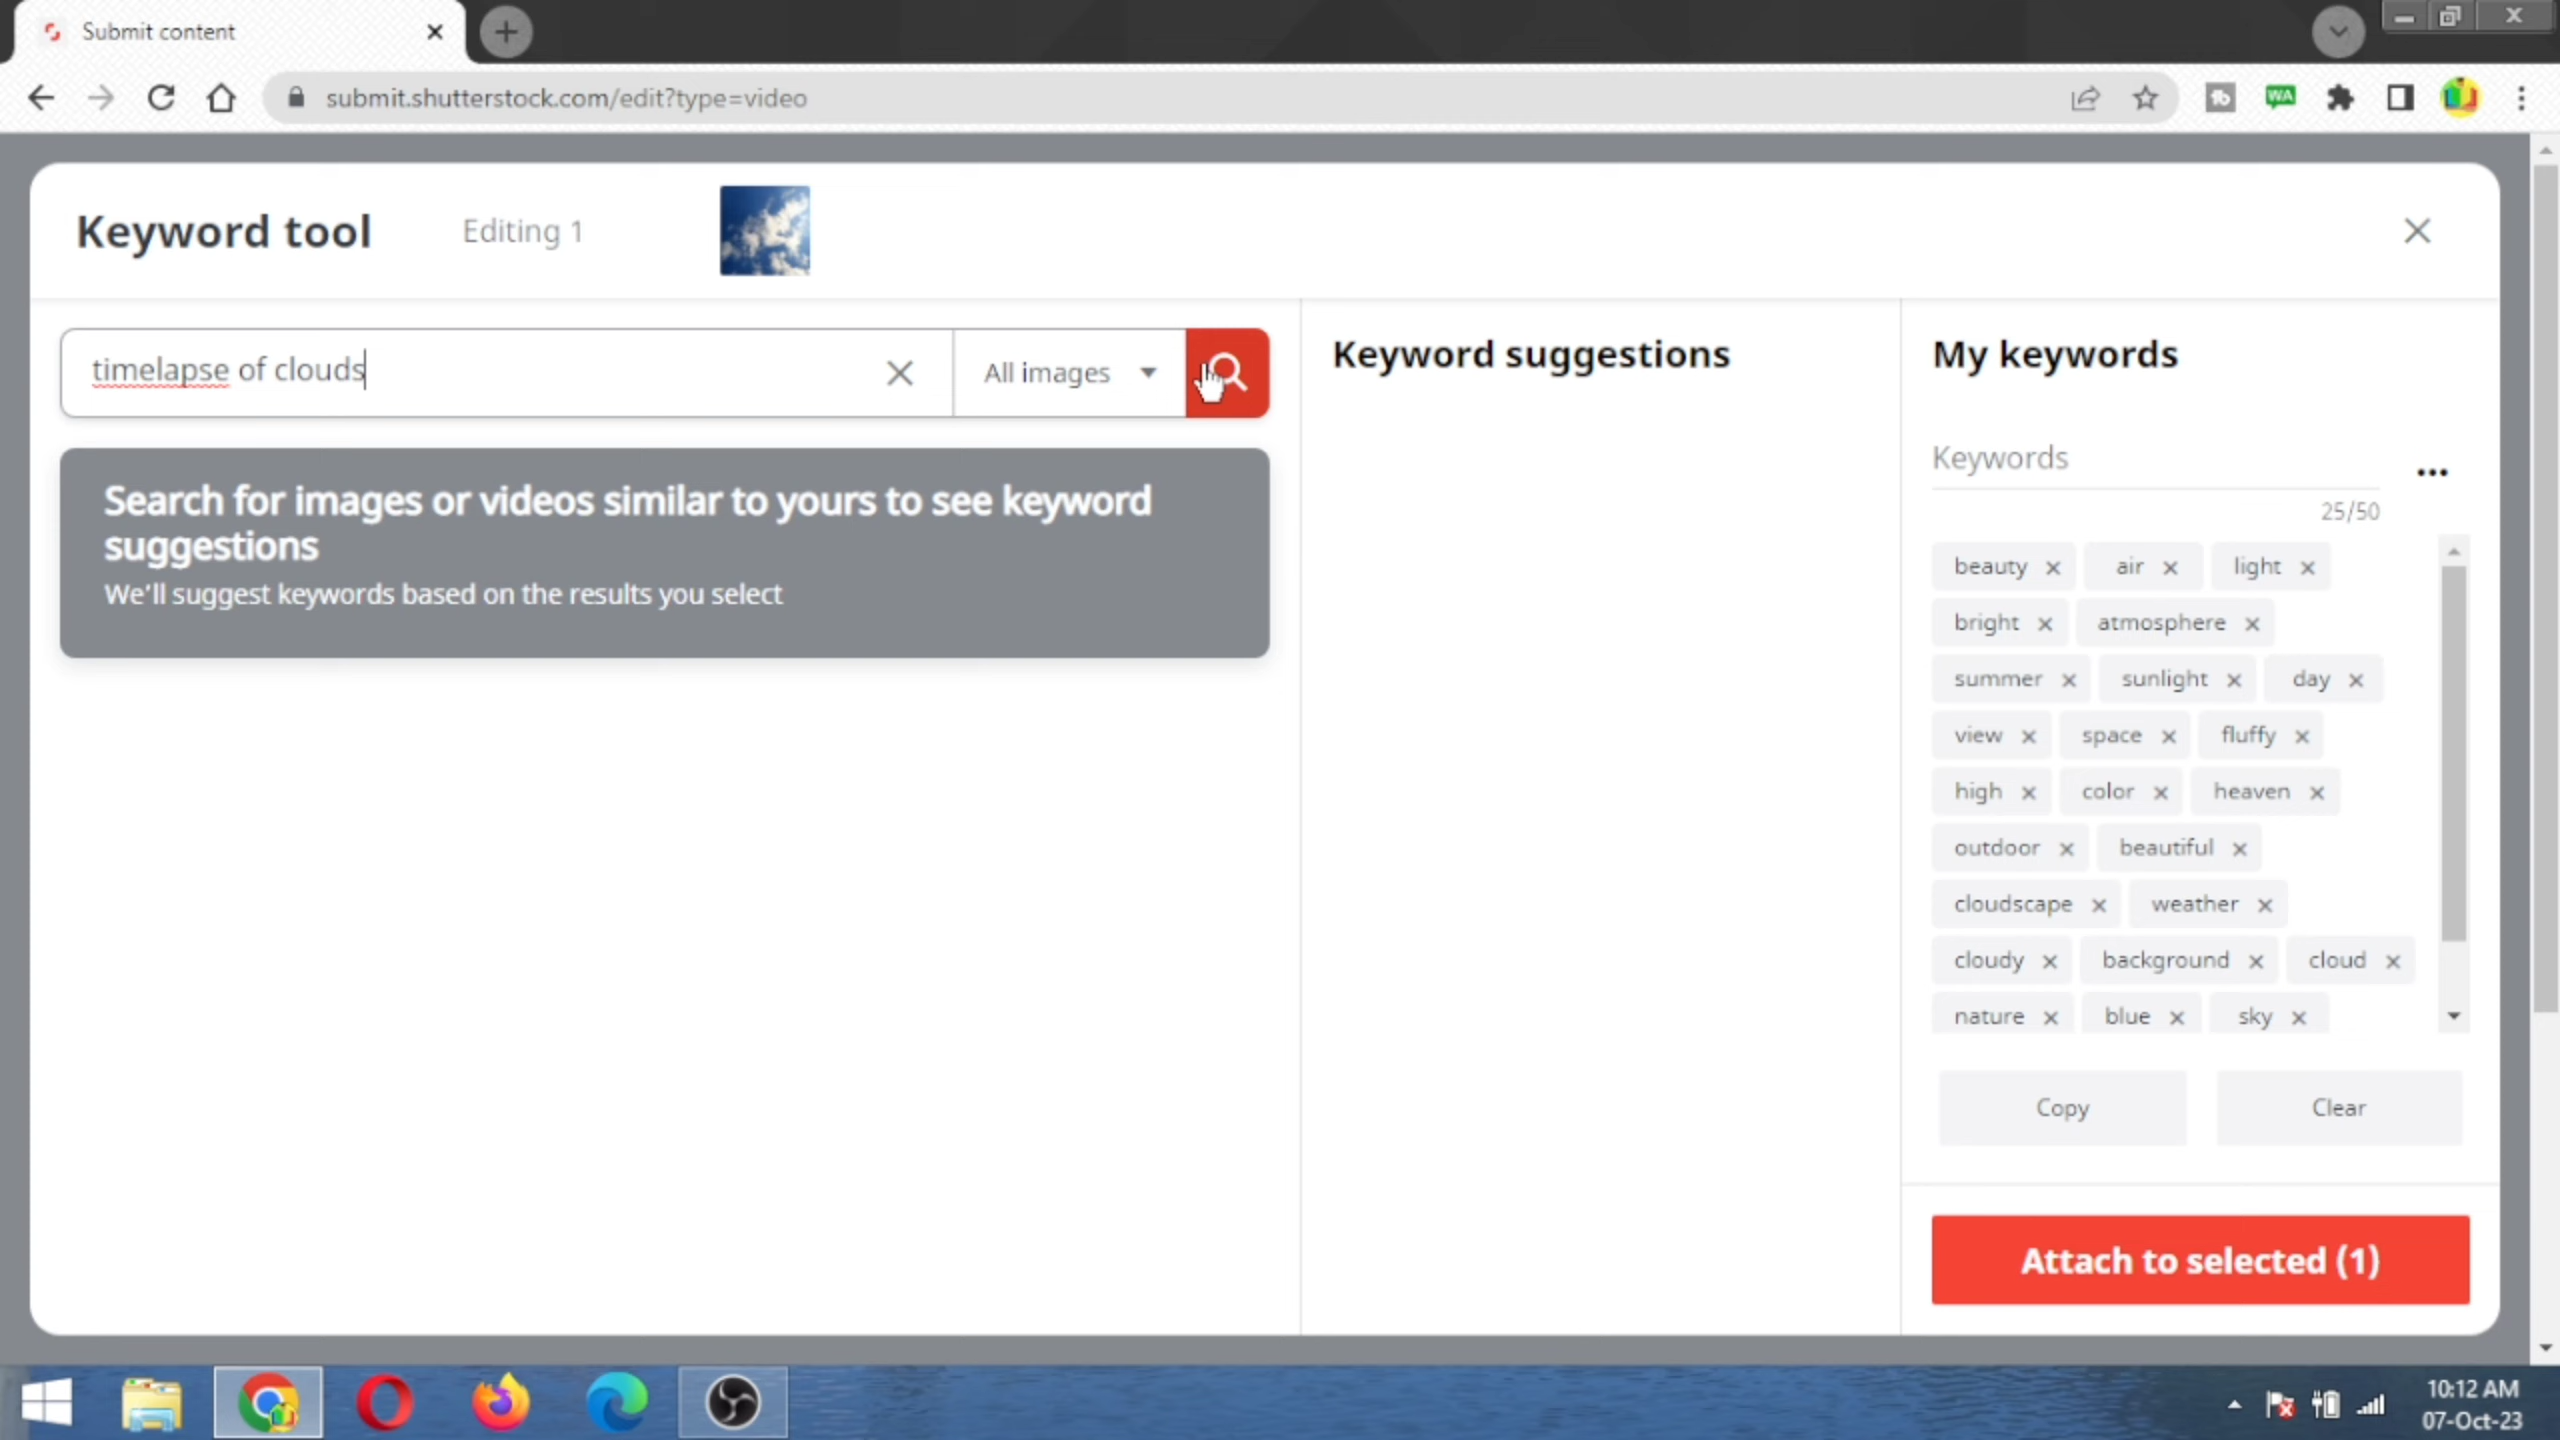 Submit content
submit.shutterstock.com/edit?type=video
WA
Keyword tool
Editing 1
timelapse of clouds
All images
Search for images or videos similar to yours to see keyword
suggestions
We'll suggest keywords based on the results you select
Keyword suggestions
My keywords
Keywords
25/50
beauty air light
bright atmosphere
summer sunlight day
view space fluffy
high color heaven
outdoor beautiful
cloudscape weather
cloudy background cloud
nature blue sky
Copy Clear
Attach to selected (1)
10:12 AM
07-Oct-23